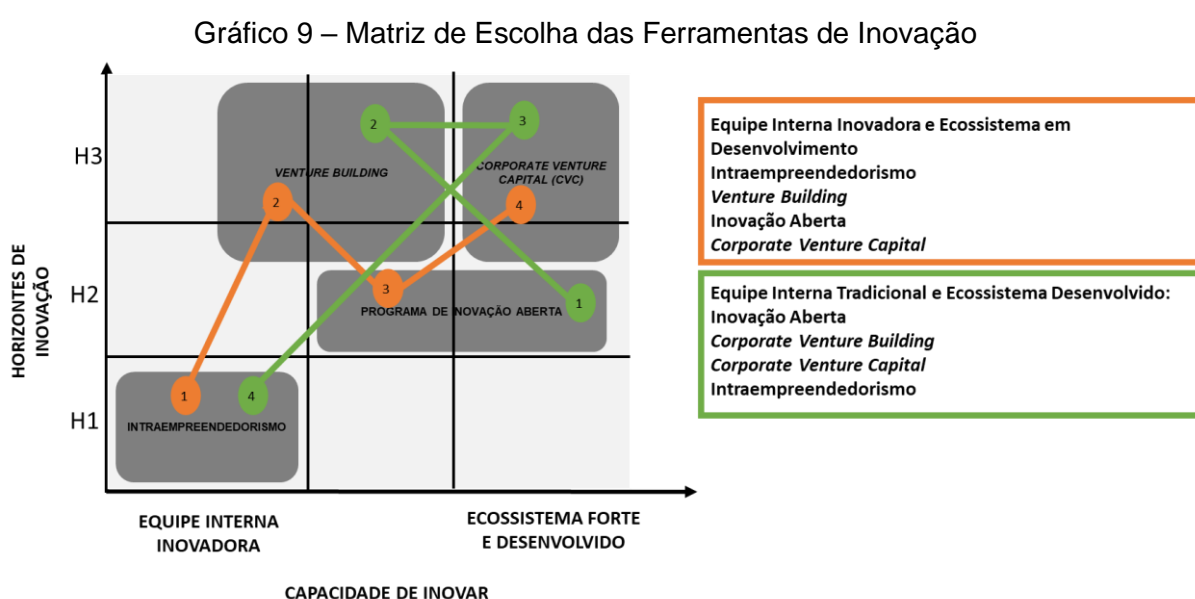 Gráfico 9 – Matriz de Escolha das Ferramentas de Inovação
HORIZONTES DE
INOVAÇÃO
H3
H2
H1
2
3
VENTURE BUILDING
CORPORATE VENTURE
CAPITAL (CVC)
2
4
3
1
PROGRAMA DE INOVAÇÃO ABERTA
1
4
INTRAEMPREENDEDORISMO
EQUIPE INTERNA
INOVADORA
ECOSSISTEMA FORTE
E DESENVOLVIDO
CAPACIDADE DE INOVAR
Equipe Interna Inovadora e Ecossistema em
Desenvolvimento
Intraempreendedorismo
Venture Building
Inovação Aberta
Corporate Venture Capital
Equipe Interna Tradicional e Ecossistema Desenvolvido:
Inovação Aberta
Corporate Venture Building
Corporate Venture Capital
Intraempreendedorismo